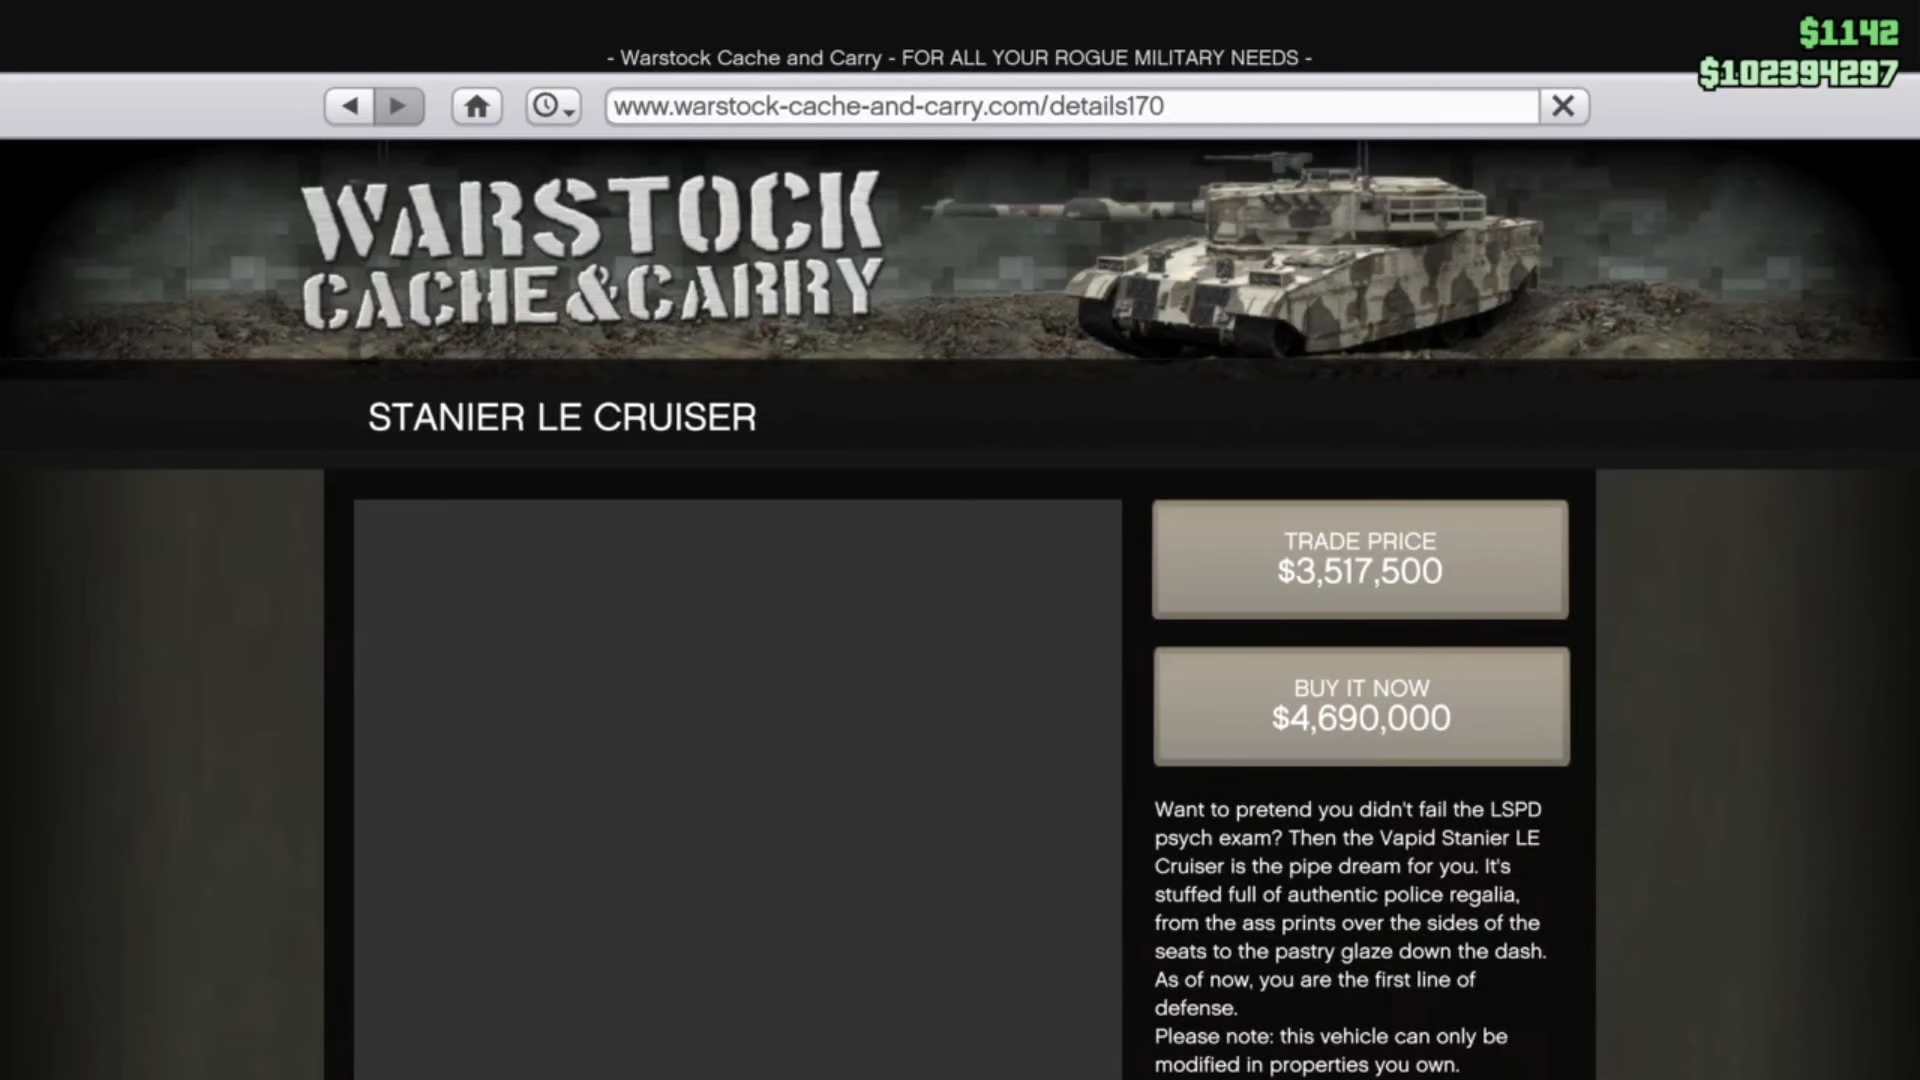 $1142
$102394297
- Warstock Cache and Carry - FOR ALL YOUR ROGUE MILITARY NEEDS -
www.warstock-cache-and-carry.com/details170
WARSTOCK
CACHE&CARRY
STANIER LE CRUISER
TRADE PRICE
$3,517,500
BUY IT NOW
$4,690,000
Want to pretend you didn't fail the LSPD
psych exam? Then the Vapid Stanier LE
Cruiser is the pipe dream for you. It's
stuffed full of authentic police regalia,
from the ass prints over the sides of the
seats to the pastry glaze down the dash.
As of now, you are the first line of
defense.
Please note: this vehicle can only be
modified in properties you own.